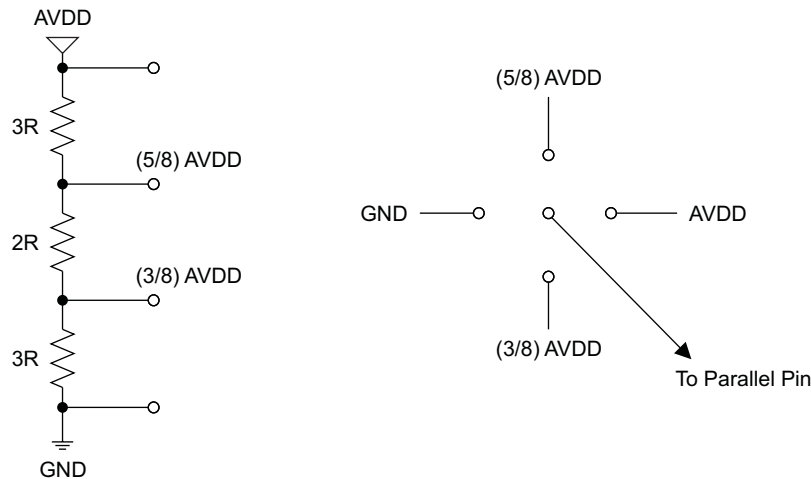 AVDD
3R
(5/8) AVDD
2R
(3/8) AVDD
3R
GND
(5/8) AVDD
GND
AVDD
(3/8) AVDD
To Parallel Pin